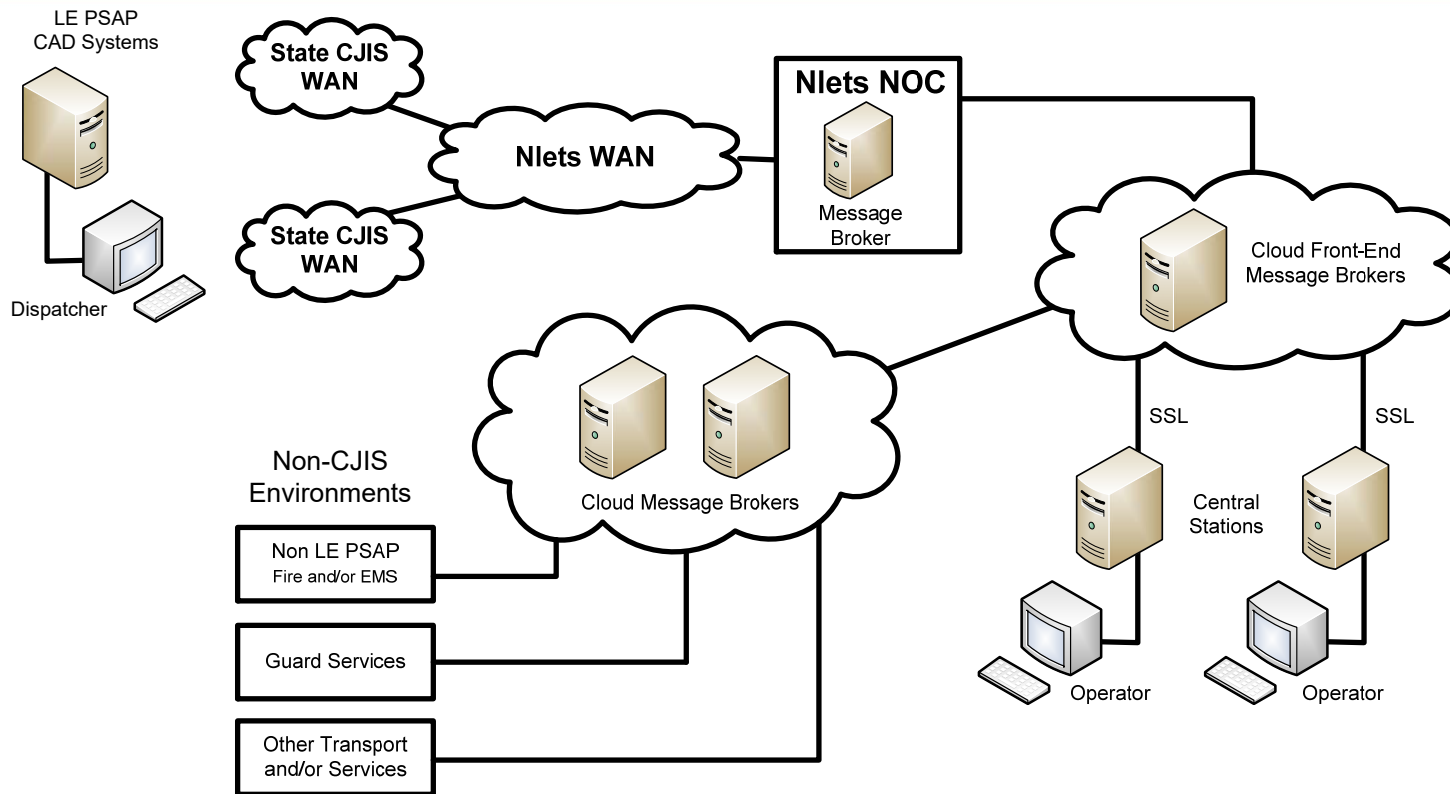 LE PSAP
CAD Systems
Dispatcher
State CJIS
WAN
State CJIS
WAN
Nlets WAN
Nlets NOC
Message
Broker
Cloud Front-End
Message Brokers
SSL
SSL
Central
Stations
Operator
Operator
Cloud Message Brokers
Non-CJIS
Environments
Non LE PSAP
Fire and/or EMS
Guard Services
Other Transport
and/or Services